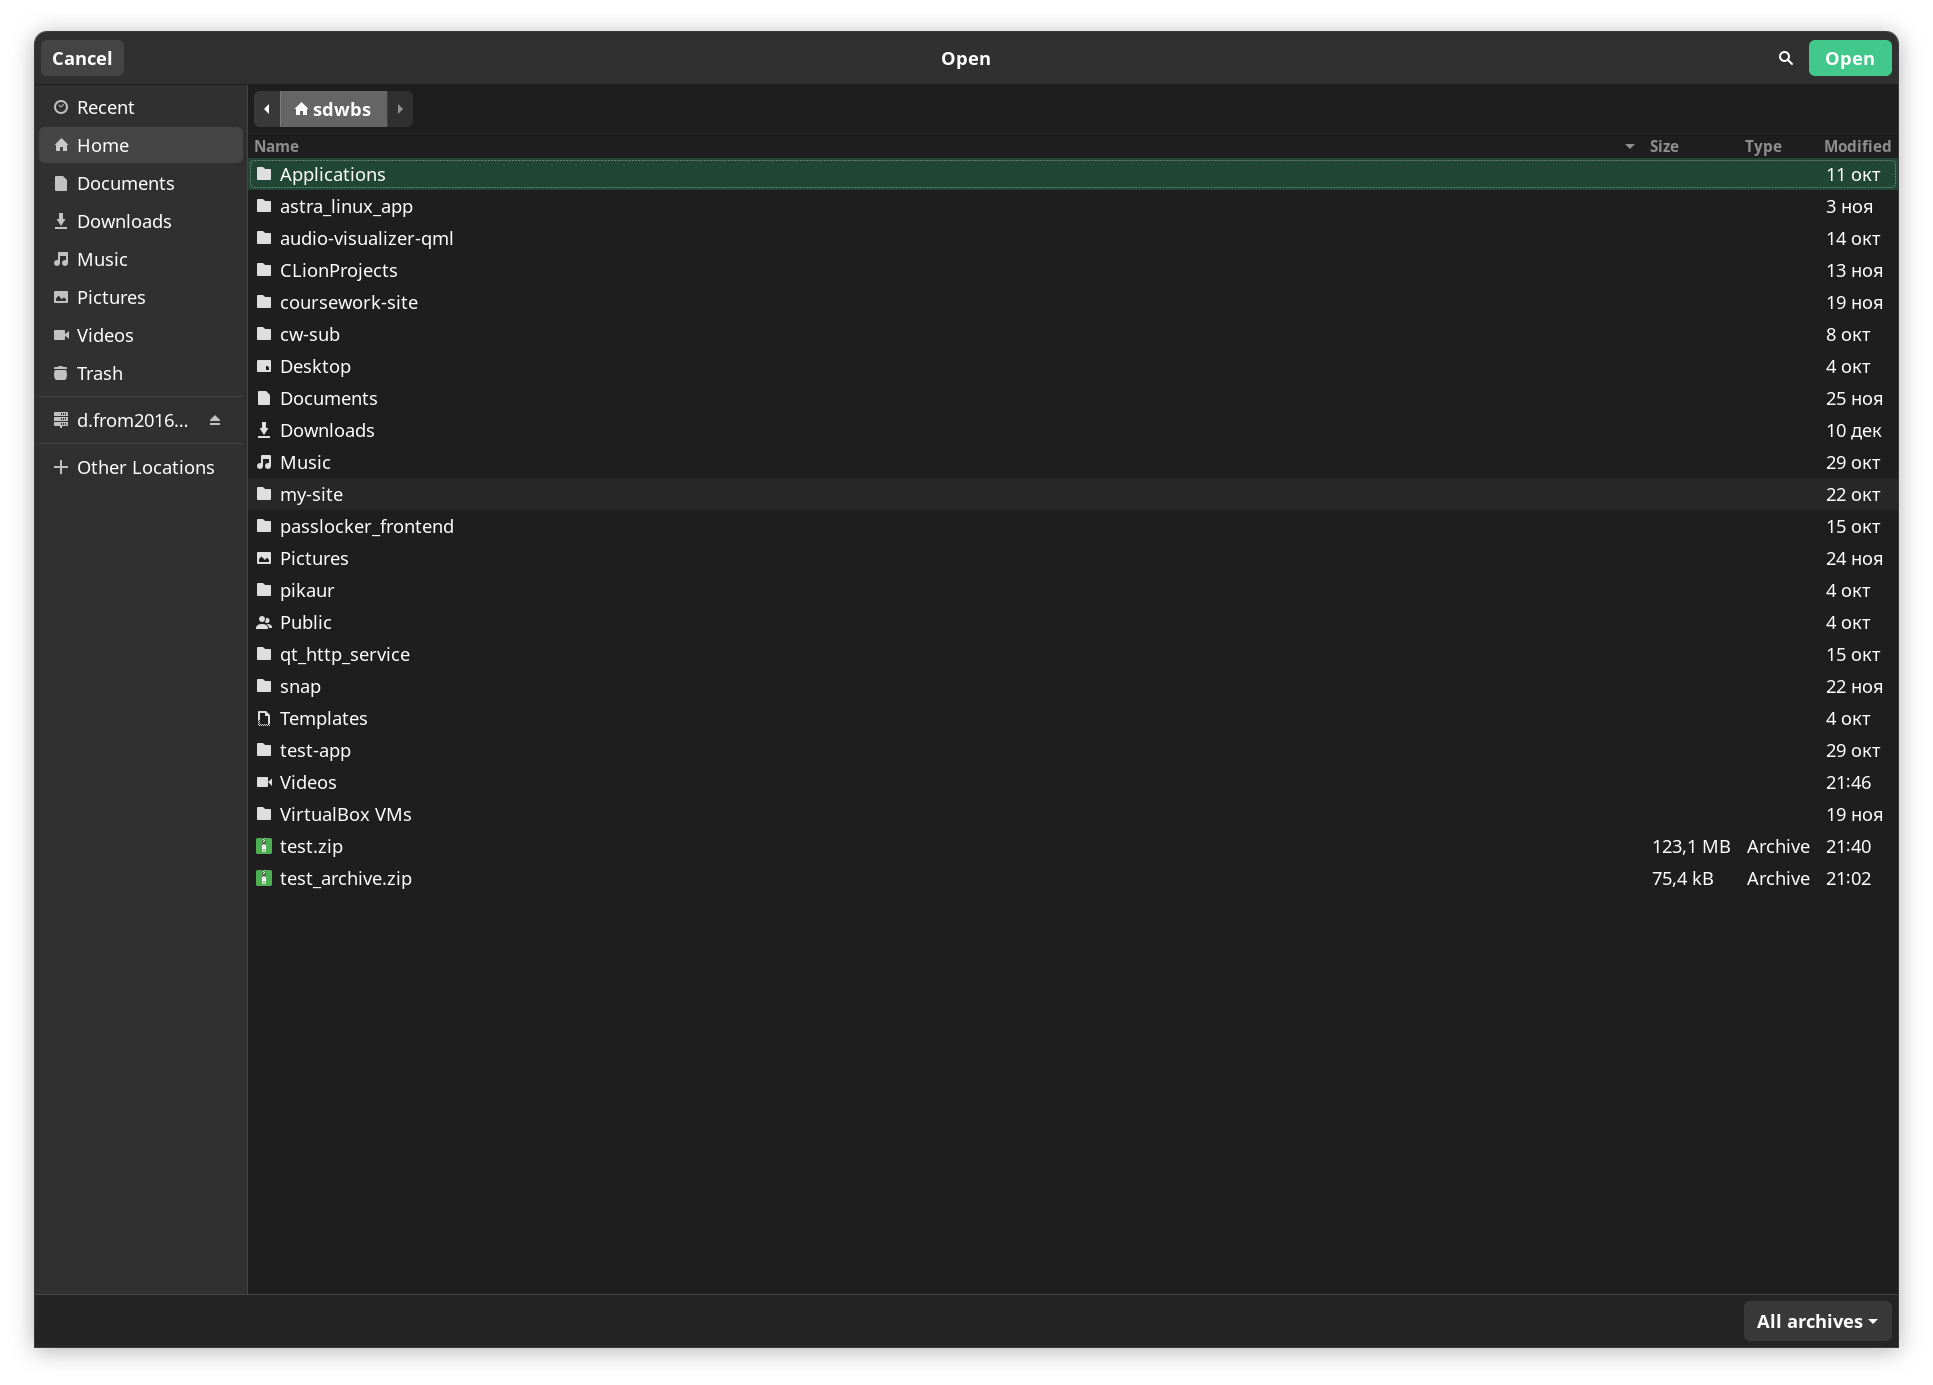 Cancel Open Open
Recent
Home
Documents
Downloads
Music
Pictures
Videos
Trash
d.from2016...
Other Locations
sdwbs
Name Size Type Modified
Applications 11 окт
astra_linux_app 3 ноя
audio-visualizer-qml 14 окт
CLionProjects 13 ноя
coursework-site 19 ноя
cw-sub 8 окт
Desktop 4 окт
Documents 25 ноя
Downloads 10 дек
Music 29 окт
my-site 22 окт
passlocker_frontend 15 окт
Pictures 24 ноя
pikaur 4 окт
Public 4 окт
qt_http_service 15 окт
snap 22 ноя
Templates 4 окт
test-app 29 окт
Videos 21:46
VirtualBox VMs 19 ноя
test.zip 123,1 MB Archive 21:40
test_archive.zip 75,4 kB Archive 21:02
All archives